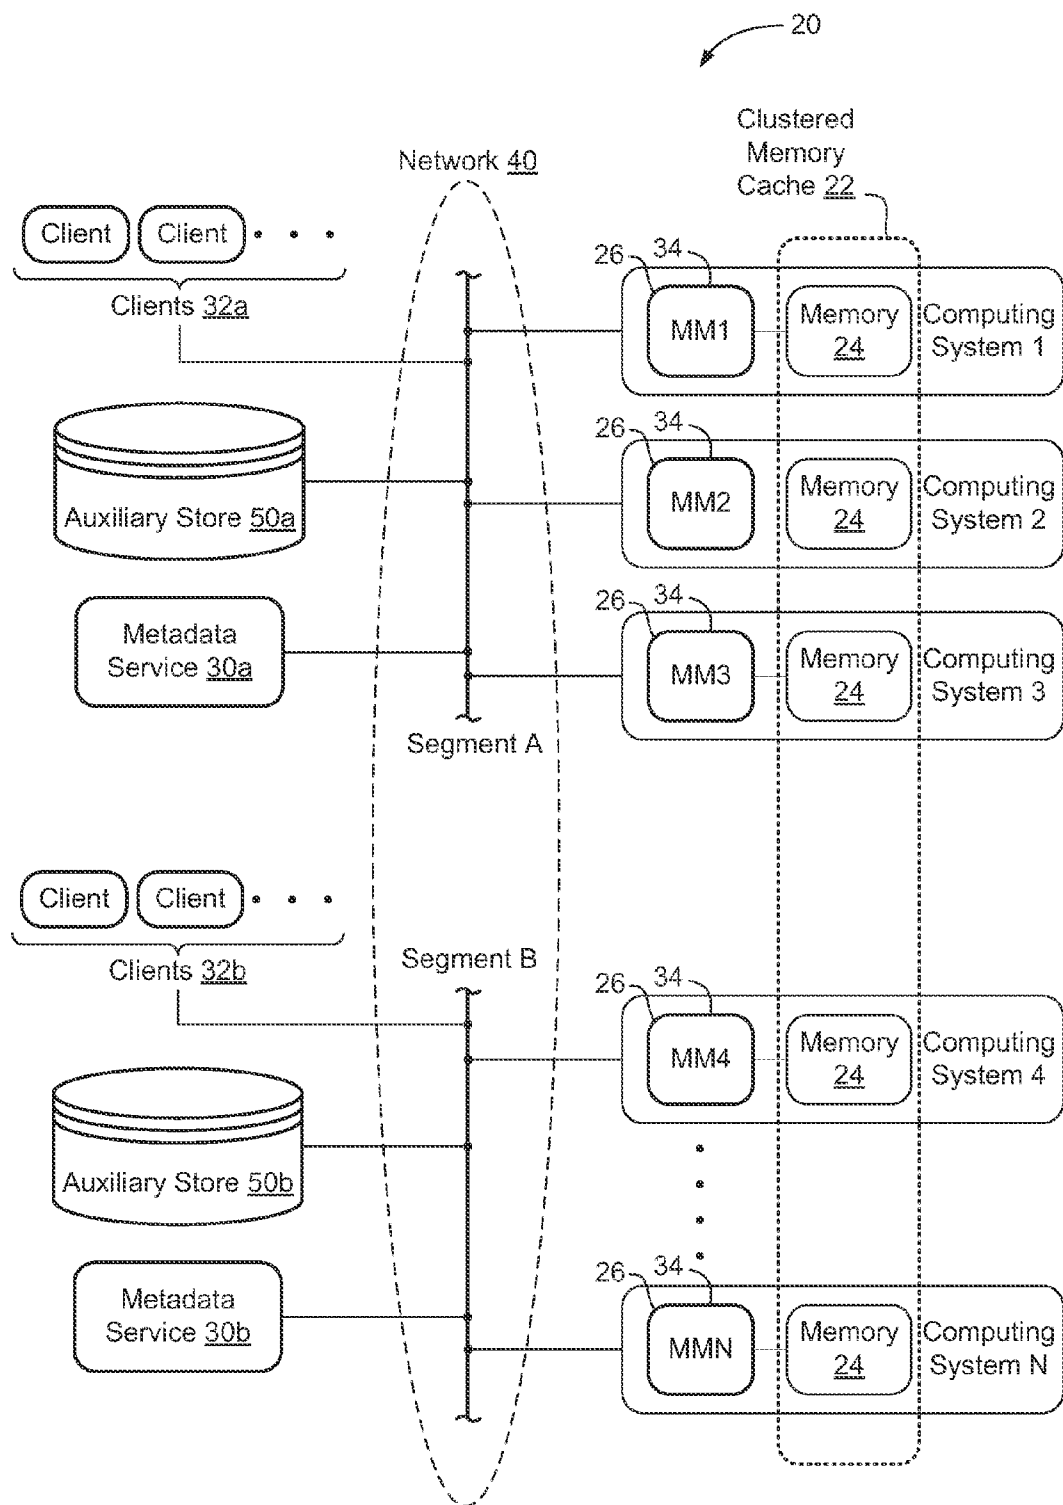 20
Clustered
Memory
Cache 22
Network 40
Client
Client
Clients 32a
26
34
MM1
Memory
24
Computing
System 1
Auxiliary Store 50a
26
34
MM2
Memory
24
Computing
System 2
Metadata
Service 30a
26
34
MM3
Memory
24
Computing
System 3
Segment A
Client
Client
Clients 32b
Segment B
26
34
MM4
Memory
24
Computing
System 4
Auxiliary Store 50b
Metadata
Service 30b
26
34
MMN
Memory
24
Computing
System N